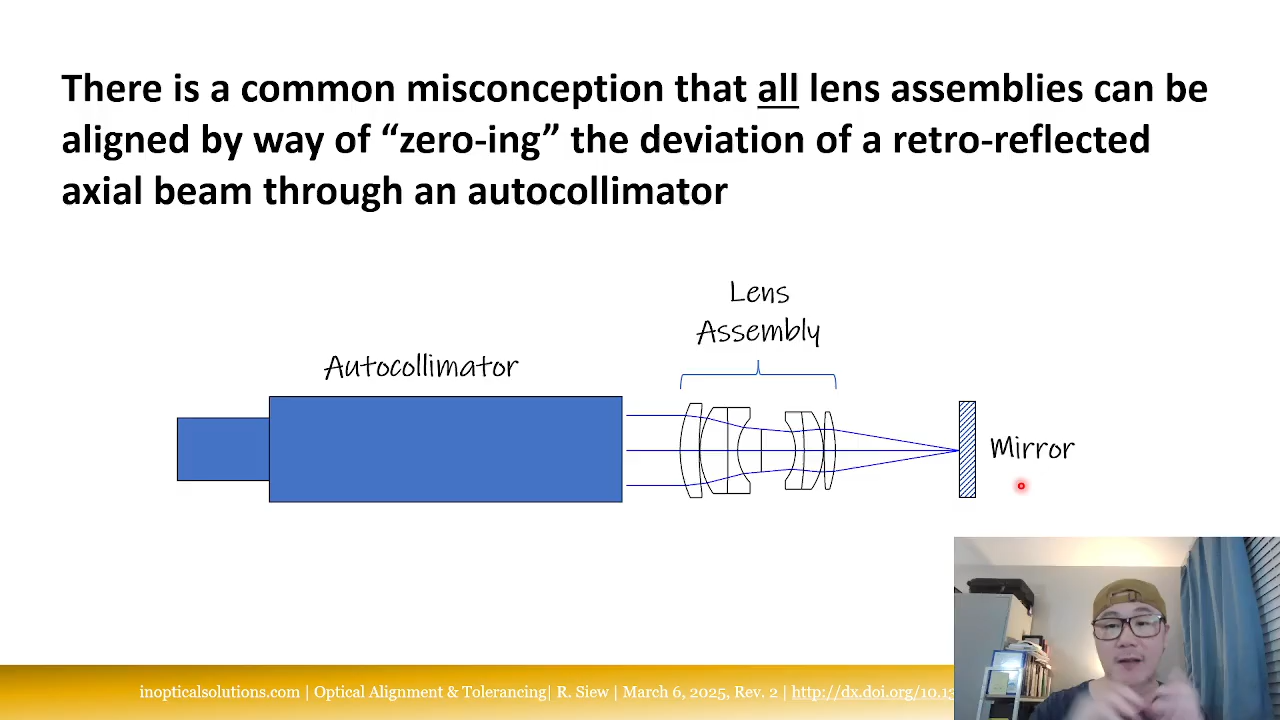 There is a common misconception that all lens assemblies can be
aligned by way of “zero-ing” the deviation of a retro-reflected
axial beam through an autocollimator
Lens
Assembly
Autocollimator
Mirror
inopticalsolutions.com | Optical Alignment & Tolerancing| R. Siew | March 6, 2025, Rev. 2 | http://dx.doi.org/10.1